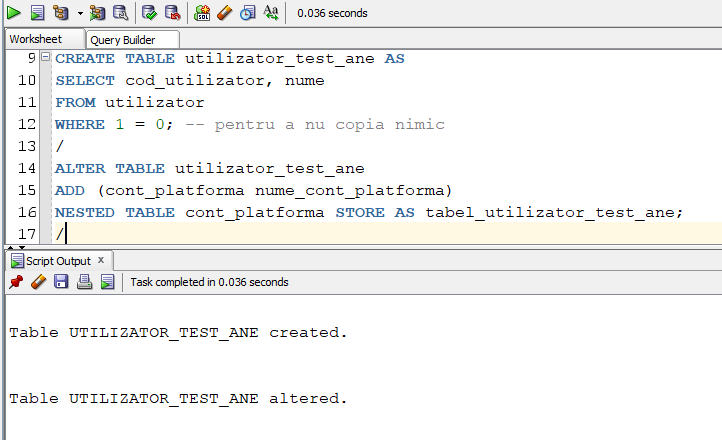 0.036 seconds
Worksheet Query Builder
9 CREATE TABLE utilizator_test_ane AS
10 SELECT cod_utilizator, nume
11 FROM utilizator
12 WHERE 1 = 0; -- pentru a nu copia nimic
13 /
14 ALTER TABLE utilizator_test_ane
15 ADD (cont_platforma nume_cont_platforma)
16 NESTED TABLE cont_platforma STORE AS tabel_utilizator_test_ane;
17 /
Script Output x
Task completed in 0.036 seconds
Table UTILIZATOR_TEST_ANE created.
Table UTILIZATOR_TEST_ANE altered.